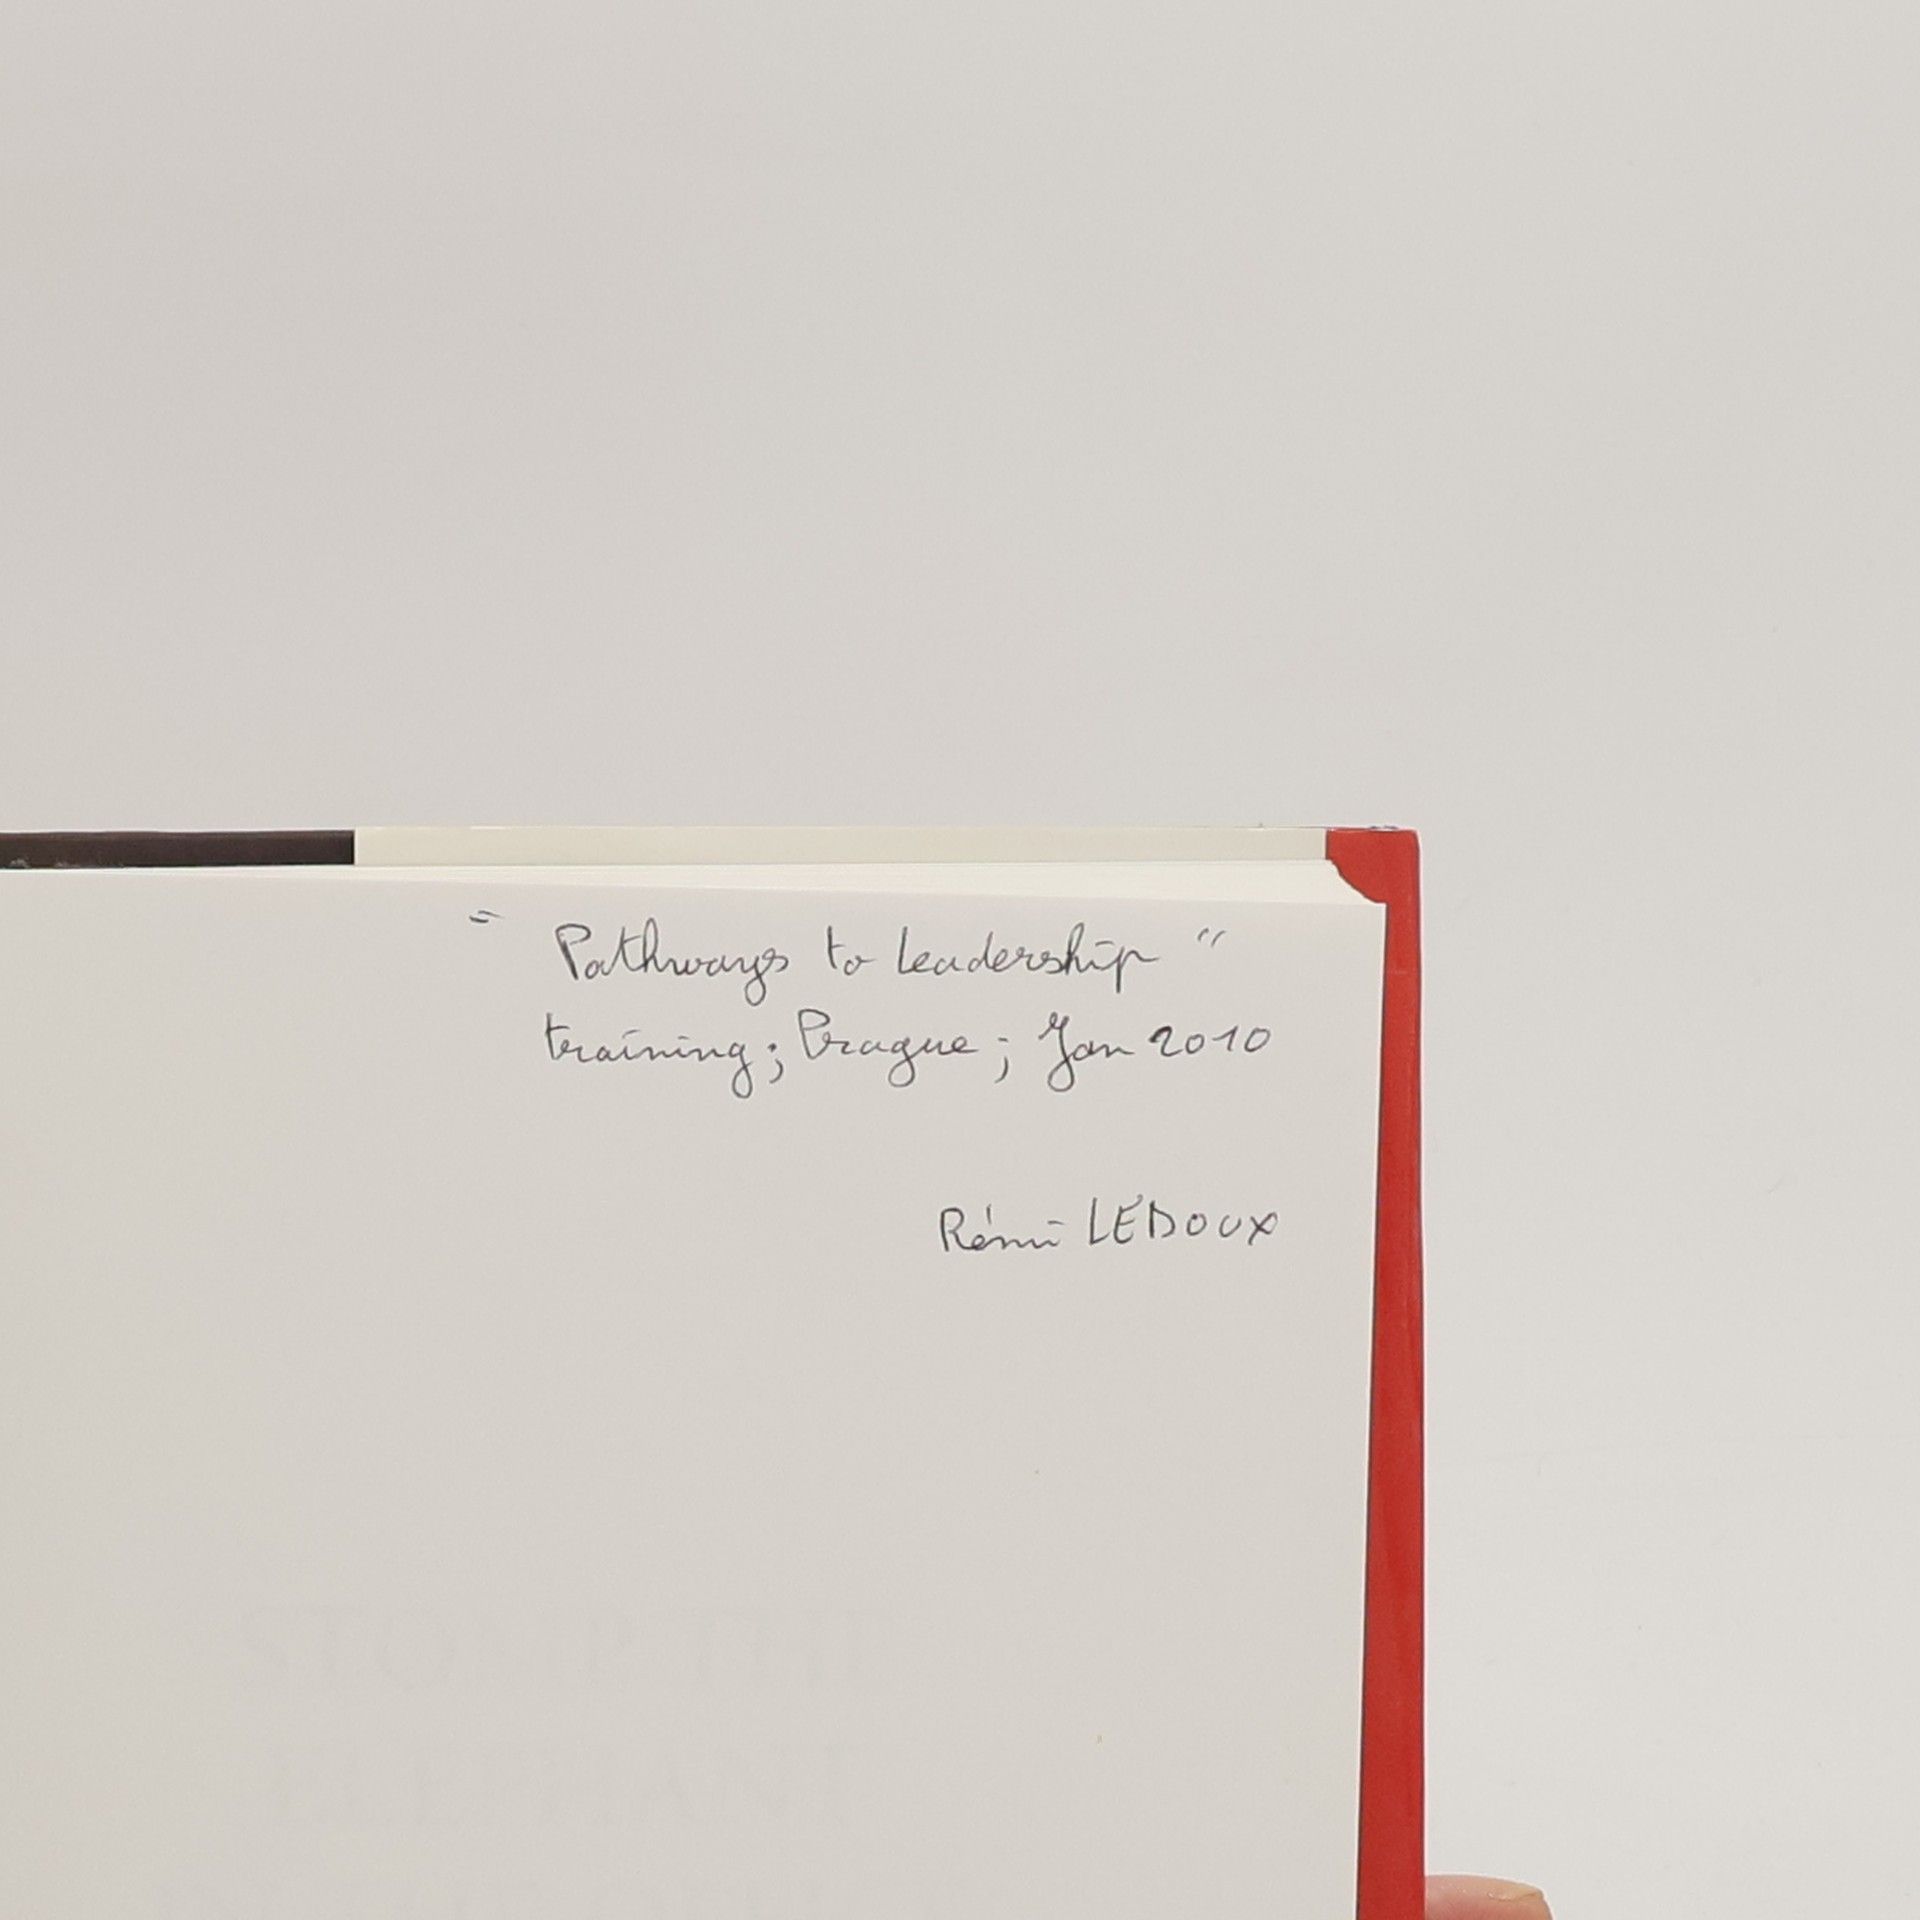 " Pathways to leadership "
training; Prague; Jan 2010
Rémi LEDOUX